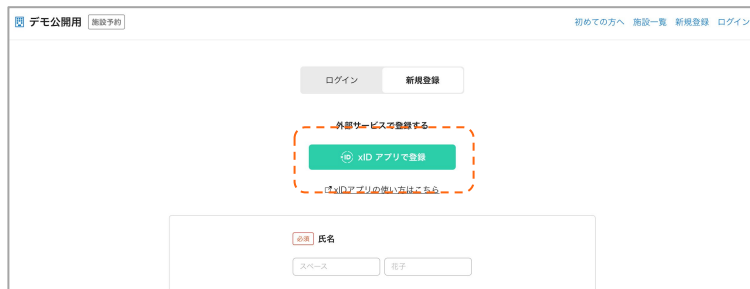 デモ公開用 施設予約 初めての方へ 施設一覧 新規登録 ログイン
ログイン 新規登録
外部サービスで登録する
ID xID アプリで登録
xIDアプリの使い方はこちら
必須 氏名
スペース 花子